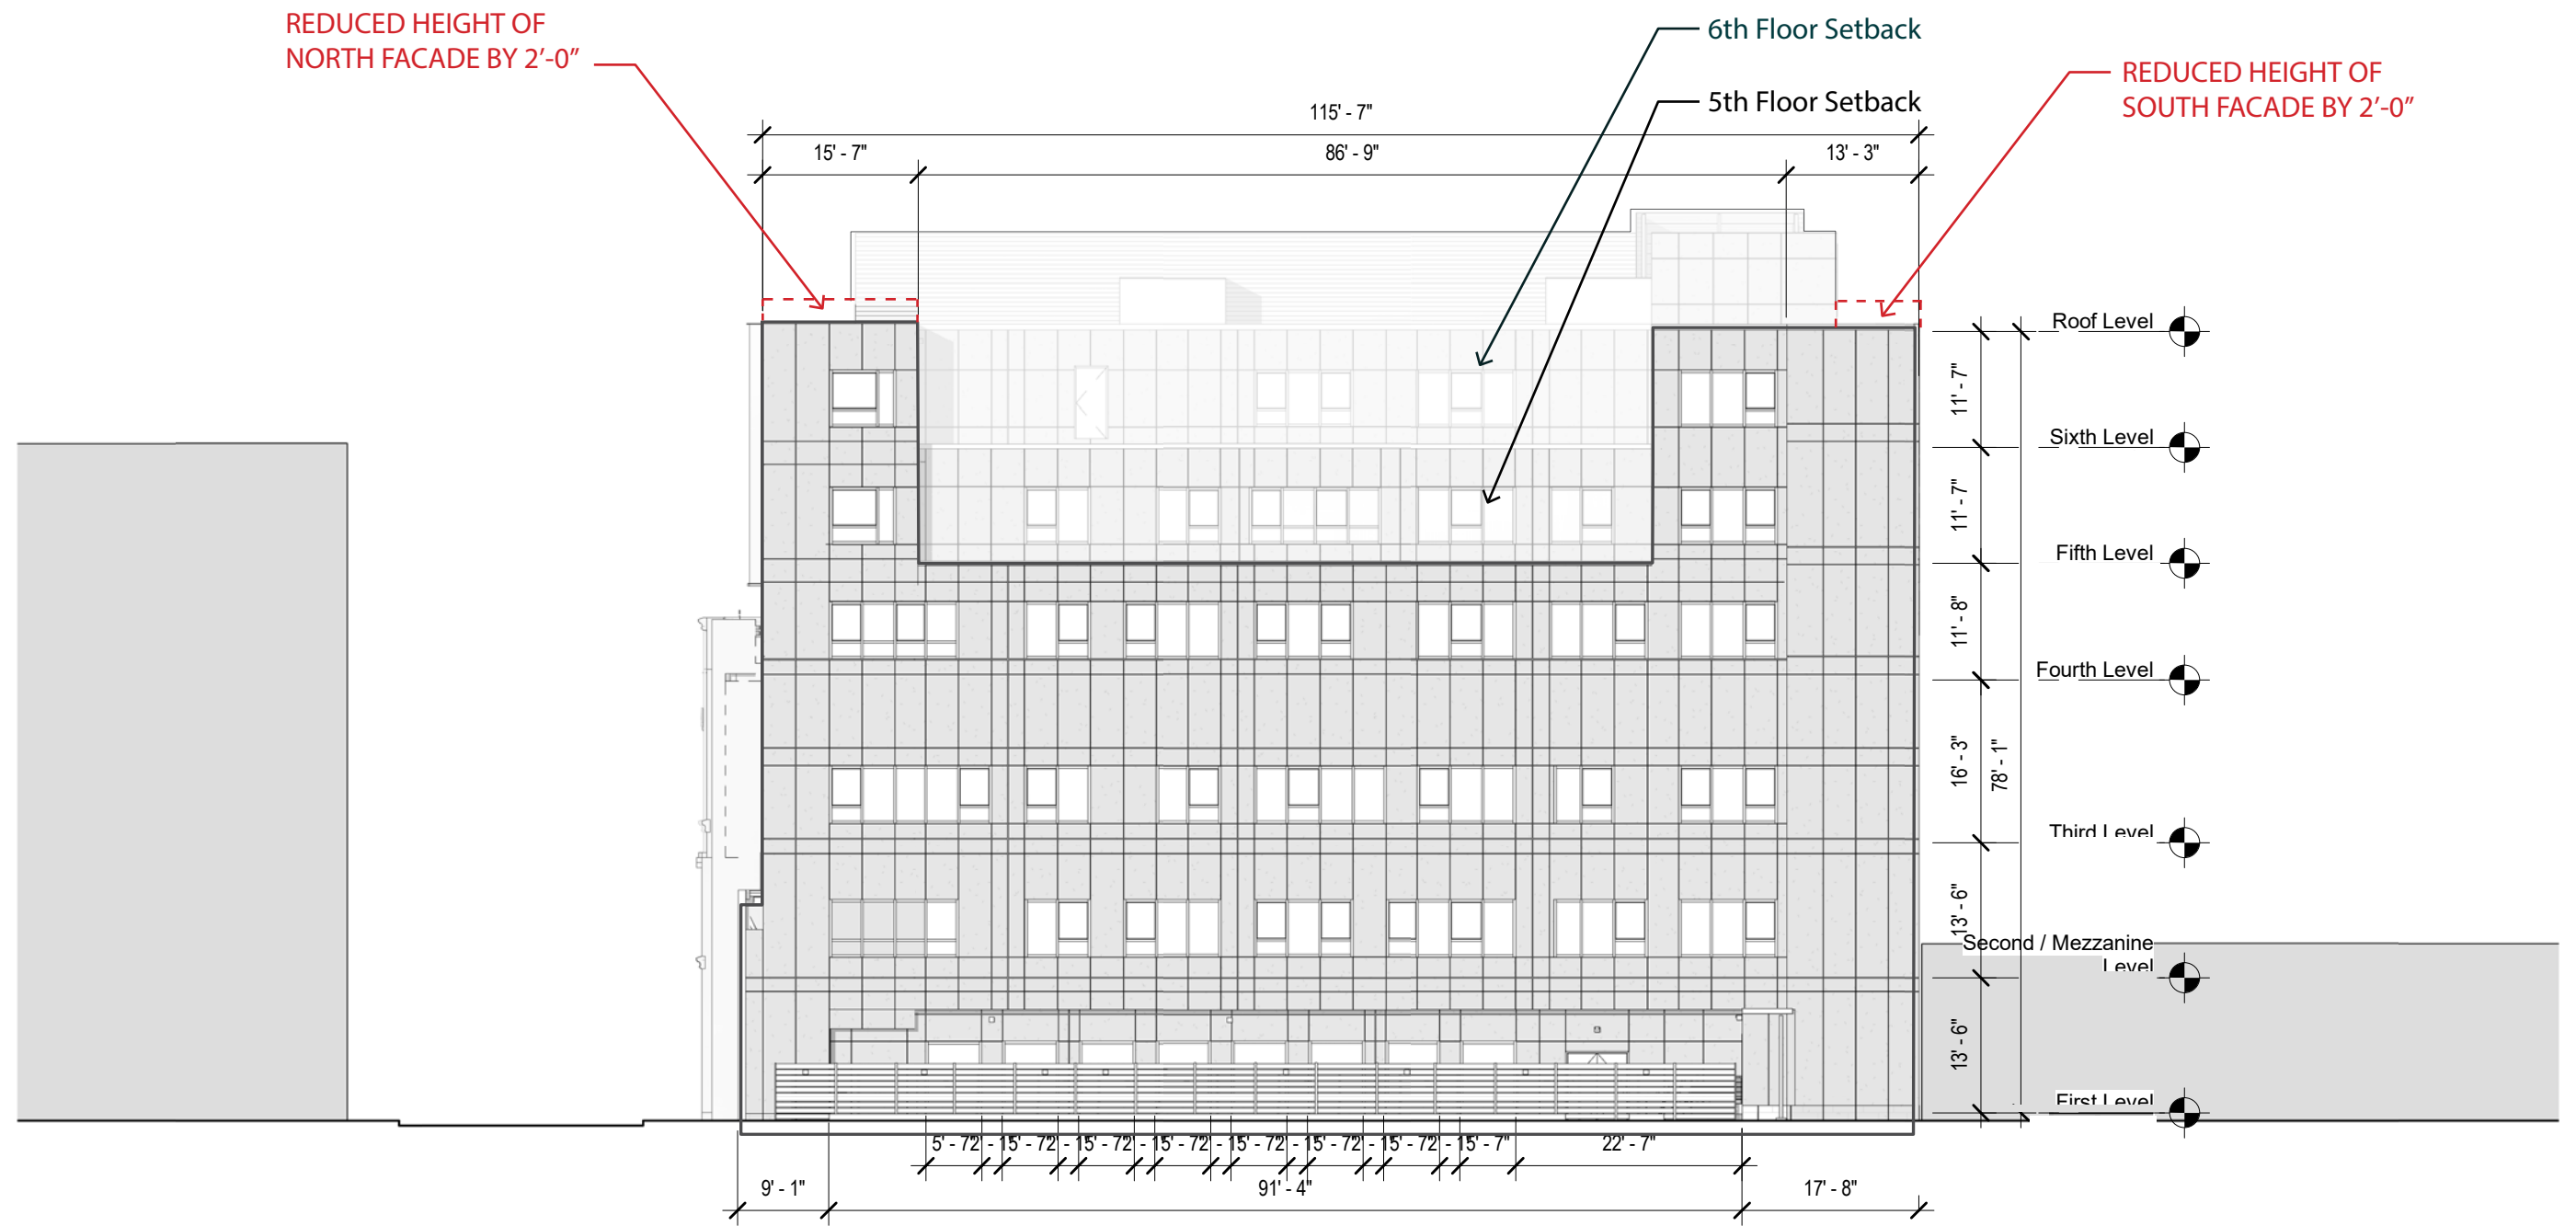 REDUCED HEIGHT OF
NORTH FACADE BY 2’-0”
6th Floor Setback
5th Floor Setback
REDUCED HEIGHT OF
SOUTH FACADE BY 2’-0”
115' - 7"
15' - 7"
86' - 9"
13' - 3"
Roof Level
11' - 7"
Sixth Level
11' - 7"
Fifth Level
11' - 8"
Fourth Level
16' - 3"
78' - 1"
Third Level
13' - 6"
Second / Mezzanine
Level
13' - 6"
First Level
22' - 7"
9' - 1"
91' - 4"
17' - 8"